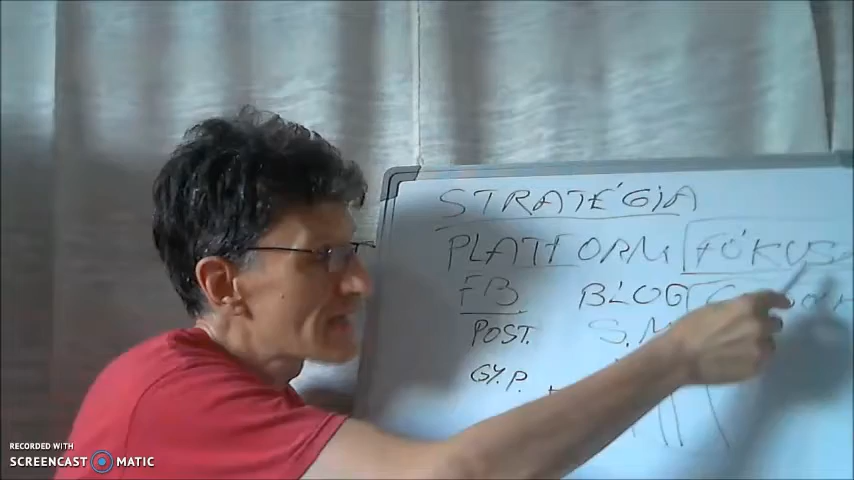 STRATÉGIA
PLATFORM FÓKUSZ
FB BLOG
POST. S.M
GY.P.
RECORDED WITH
SCREENCAST MATIC